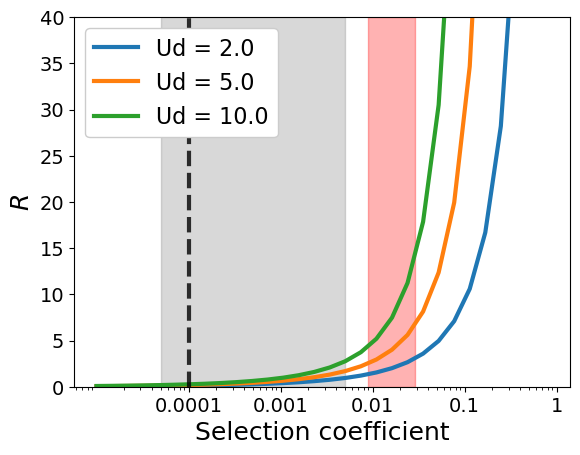 40
35
30
25
20
15
10
5
0
R
Ud = 2.0
Ud = 5.0
Ud = 10.0
0.0001 0.001 0.01 0.1 1
Selection coefficient